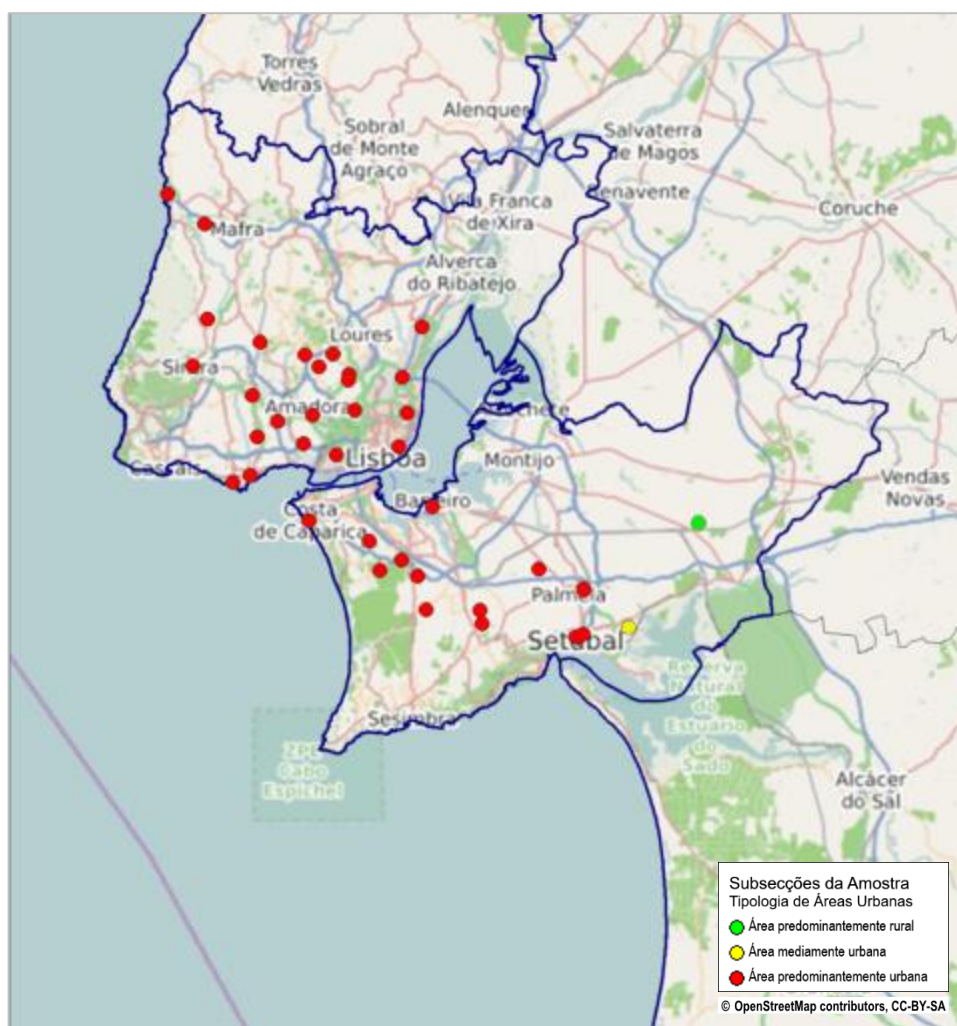 Torres
Vedras
Alenquer
Sobral
de Monte
Agraço
Salvaterra
de Magos
Benavente
Vila Franca
de Xira
Coruche
Mafra
Alverca
do Ribatejo
Loures
Sintra
Amadora
Alcochete
Lisboa
Montijo
Cascais
Vendas
Novas
Barreiro
Costa
de Caparica
Palmela
Setúbal
Reserva
Natural
do
Estuário
do
Sado
Sesimbra
ZPE
Cabo
Espichel
Alcácer
do Sal
Subsecções da Amostra
Tipologia de Áreas Urbanas
Área predominantemente rural
Área mediamente urbana
Área predominantemente urbana
© OpenStreetMap contributors, CC-BY-SA